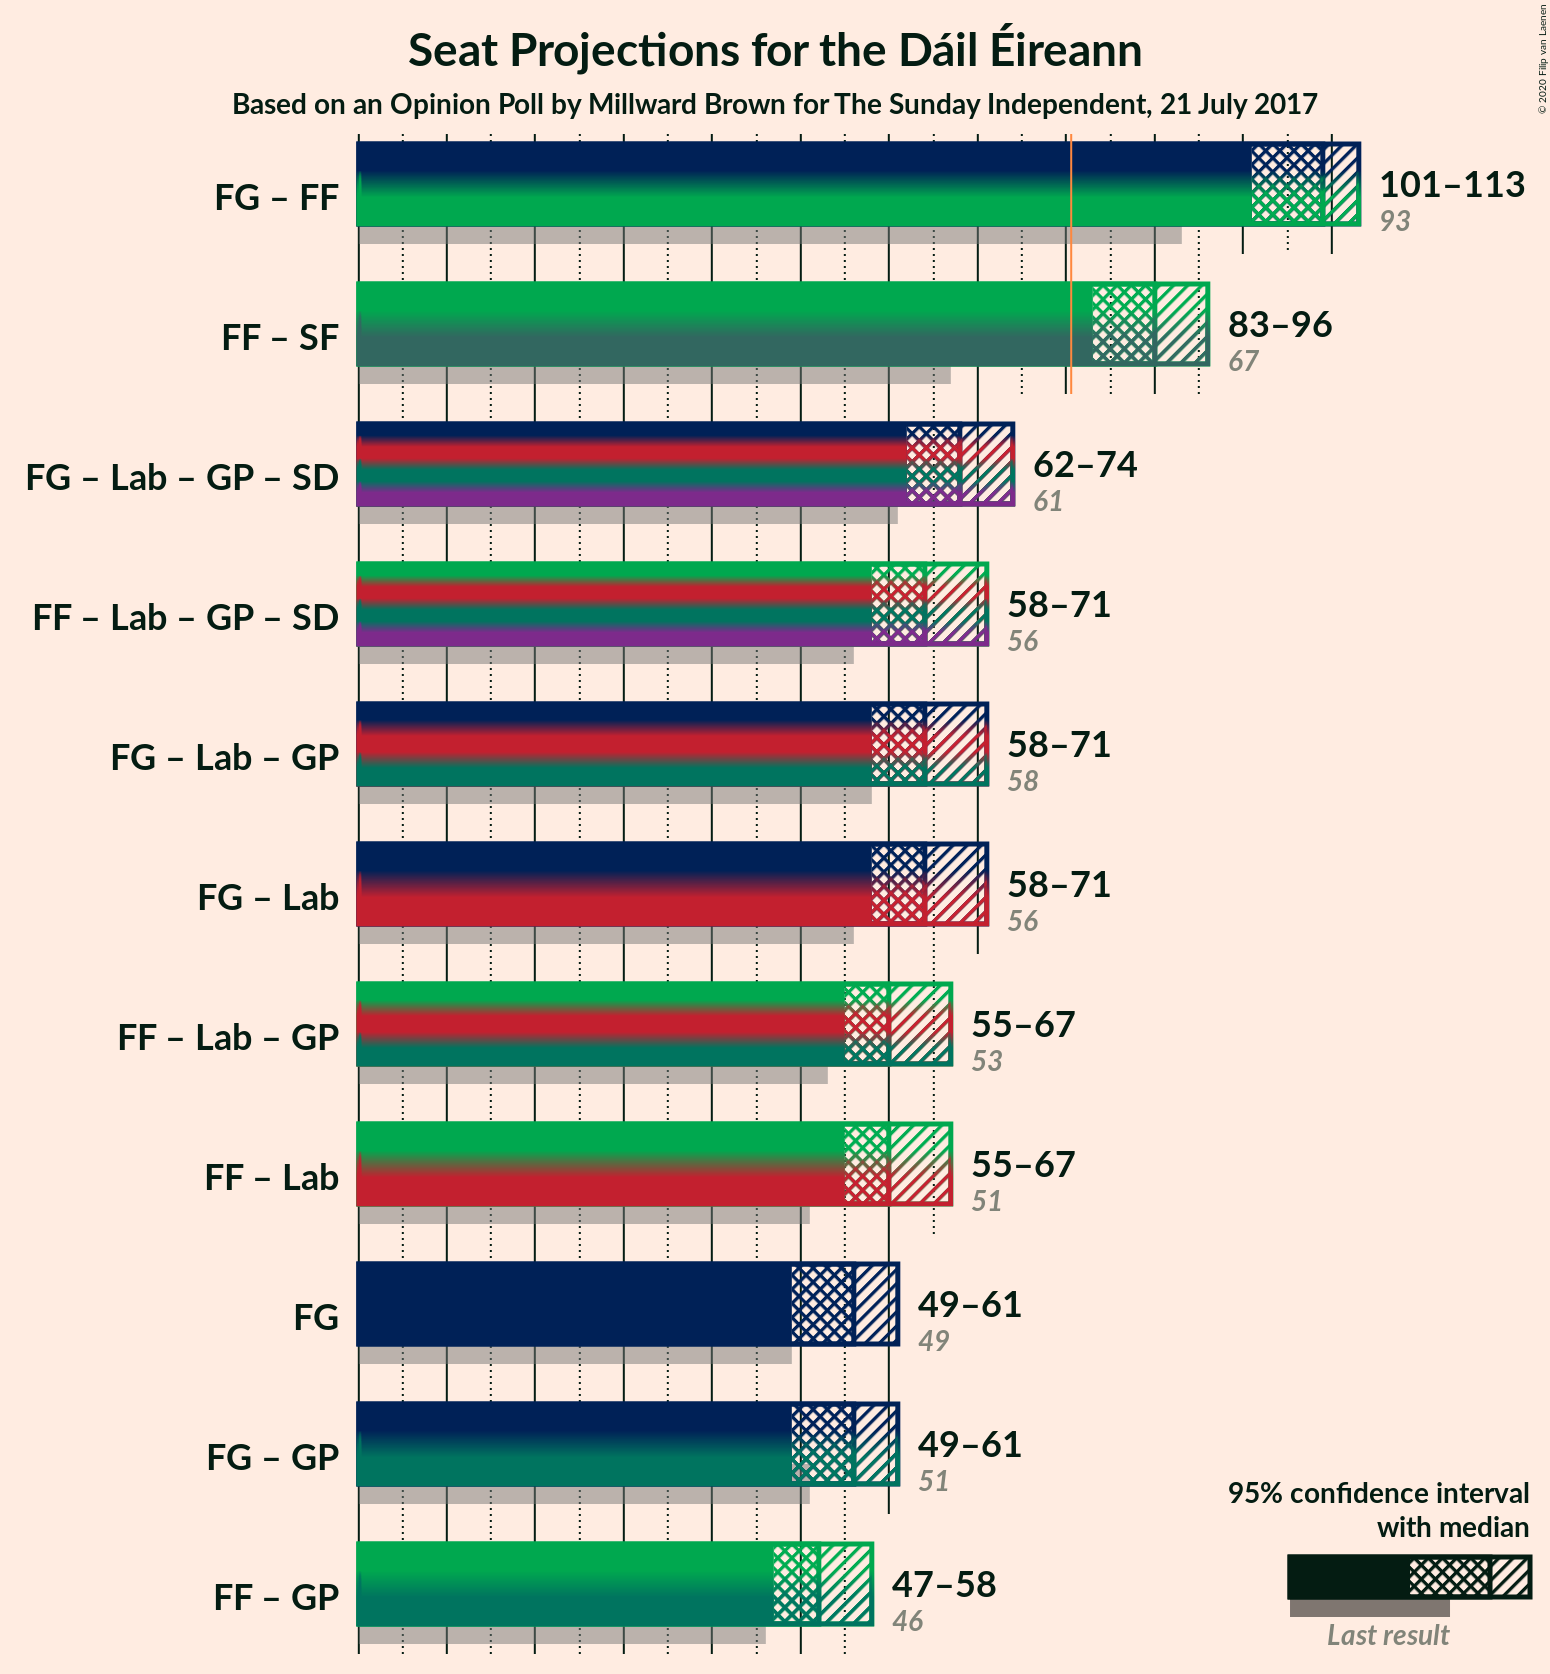 Seat Projections for the Dáil Éireann
Based on an Opinion Poll by Millward Brown for The Sunday Independent, 21 July 2017
© 2020 Filip van Laenen
FG – FF
101–113
93
FF – SF
83–96
67
FG – Lab – GP – SD
62–74
61
FF – Lab – GP – SD
58–71
56
FG – Lab – GP
58–71
58
FG – Lab
58–71
56
FF – Lab – GP
55–67
53
FF – Lab
55–67
51
FG
49–61
49
FG – GP
49–61
51
FF – GP
47–58
46
95% confidence interval
with median
Last result